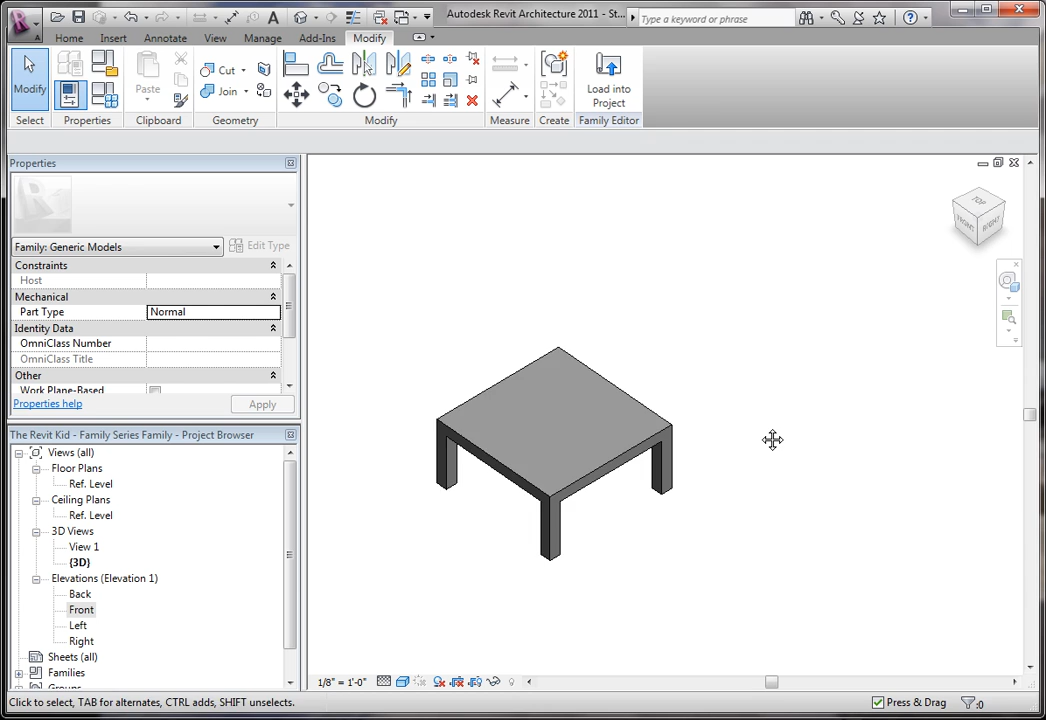 Autodesk Revit Architecture 2011 - St...
Type a keyword or phrase
Home Insert Annotate View Manage Add-Ins Modify
Modify
Paste
Cut
Join
Load into
Project
Select Properties Clipboard Geometry Modify Measure Create Family Editor
Properties
Family: Generic Models
Edit Type
Constraints
Host
Mechanical
Part Type Normal
Identity Data
OmniClass Number
OmniClass Title
Other
Work Plane-Based
Properties help
Apply
TOP
FRONT
RIGHT
The Revit Kid - Family Series Family - Project Browser
Views (all)
Floor Plans
Ref. Level
Ceiling Plans
Ref. Level
3D Views
View 1
{3D}
Elevations (Elevation 1)
Back
Front
Left
Right
Sheets (all)
Families
Groups
1/8" = 1'-0"
Click to select, TAB for alternates, CTRL adds, SHIFT unselects.
Press & Drag
:0